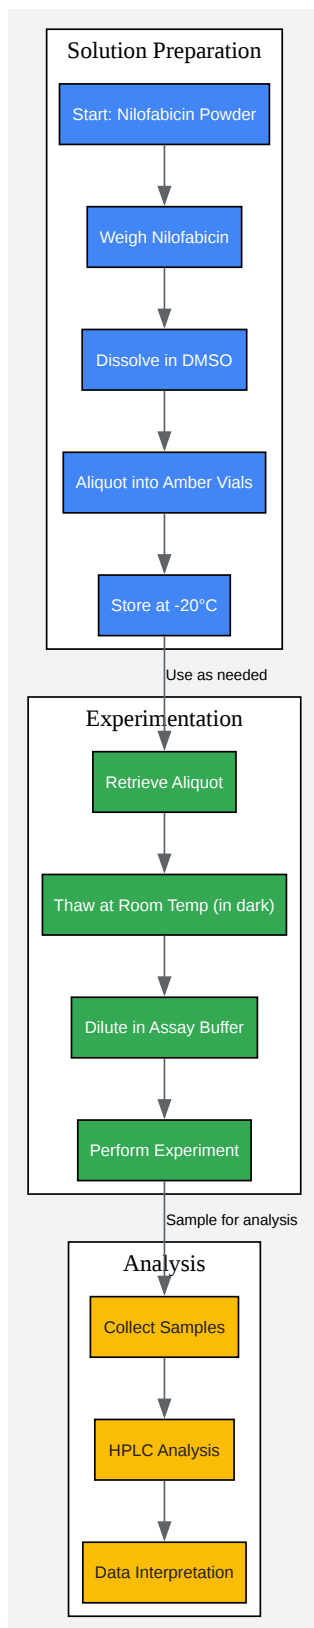 Solution Preparation
Start: Nilofabicin Powder
Weigh Nilofabicin
Dissolve in DMSO
Aliquot into Amber Vials
Store at -20°C
Use as needed
Experimentation
Retrieve Aliquot
Thaw at Room Temp (in dark)
Dilute in Assay Buffer
Perform Experiment
Sample for analysis
Analysis
Collect Samples
HPLC Analysis
Data Interpretation